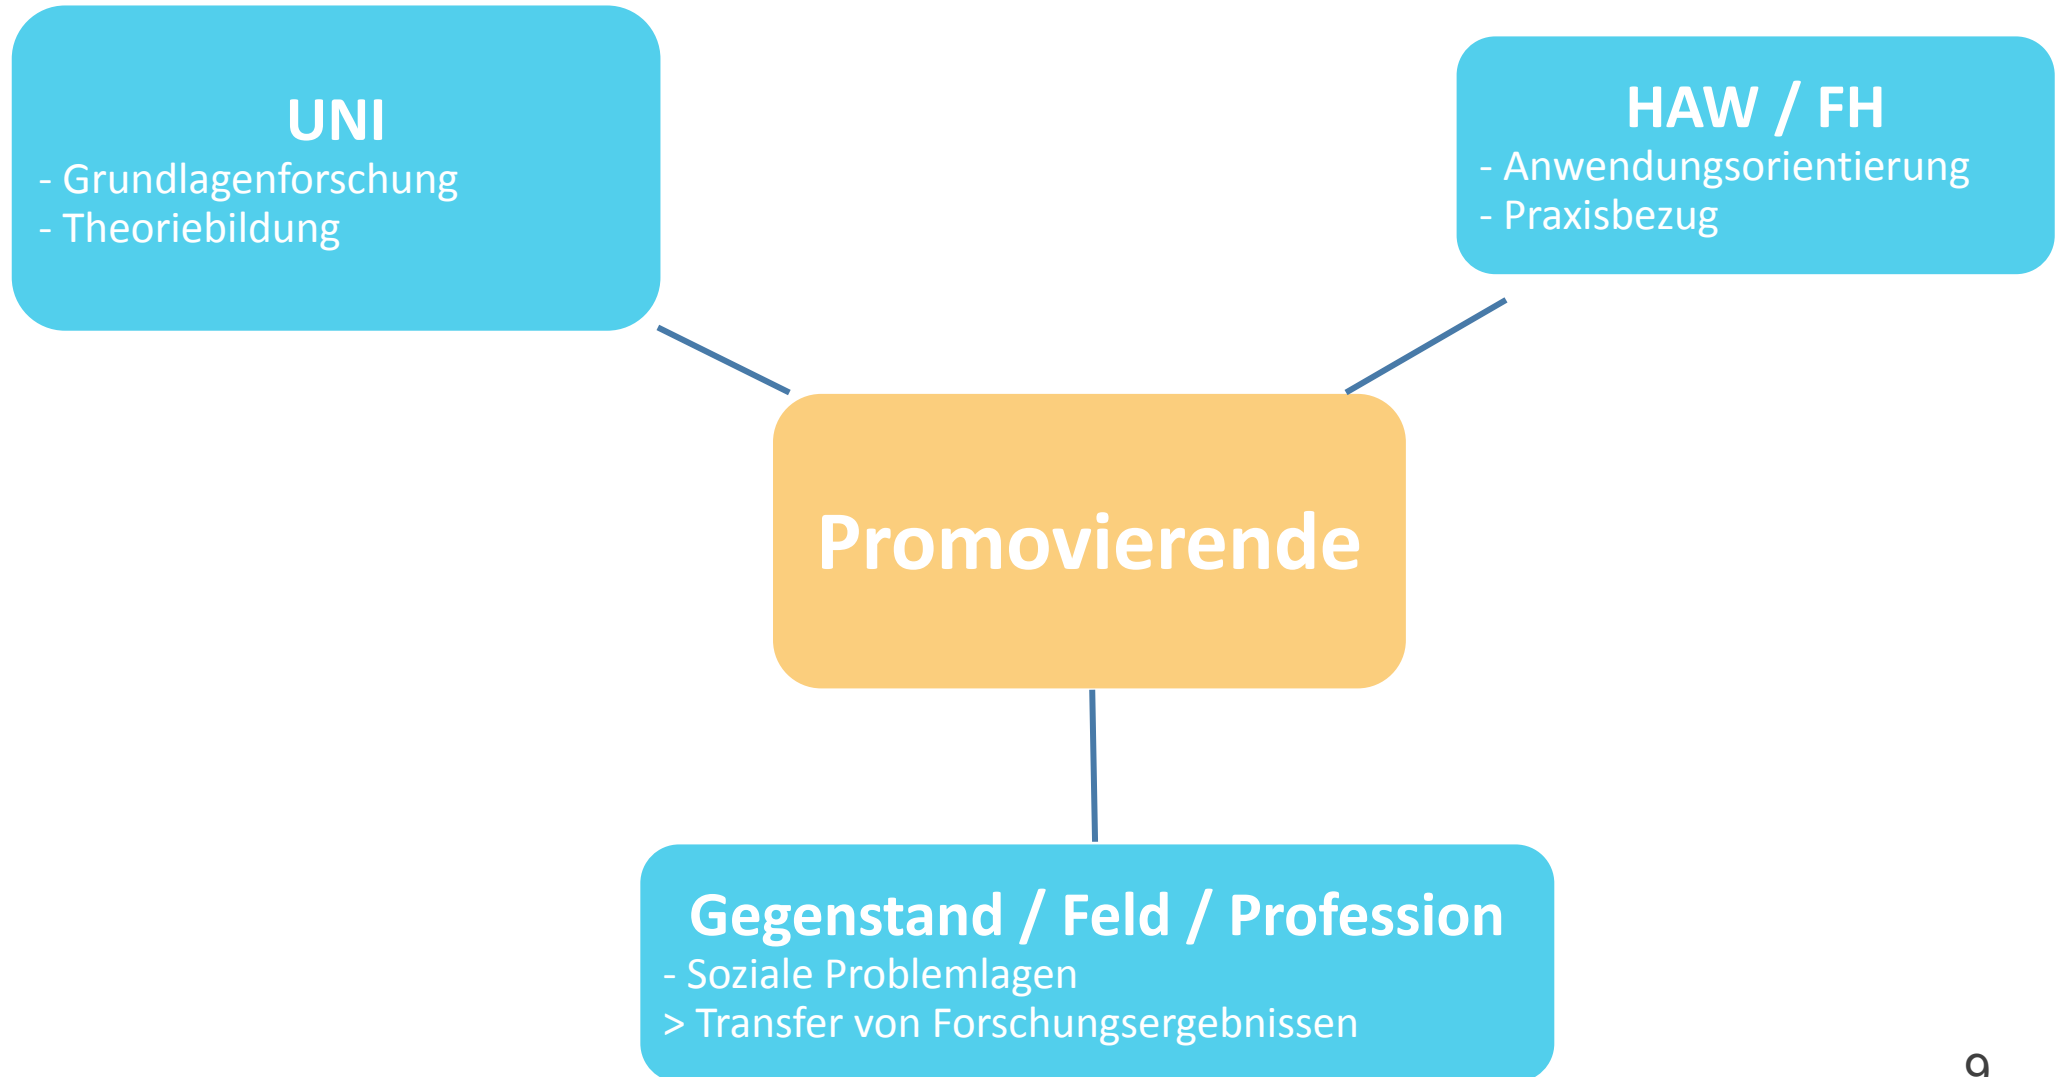 UNI
- Grundlagenforschung
- Theoriebildung
HAW / FH
- Anwendungsorientierung
- Praxisbezug
Promovierende
Gegenstand / Feld / Profession
- Soziale Problemlagen
> Transfer von Forschungsergebnissen
9